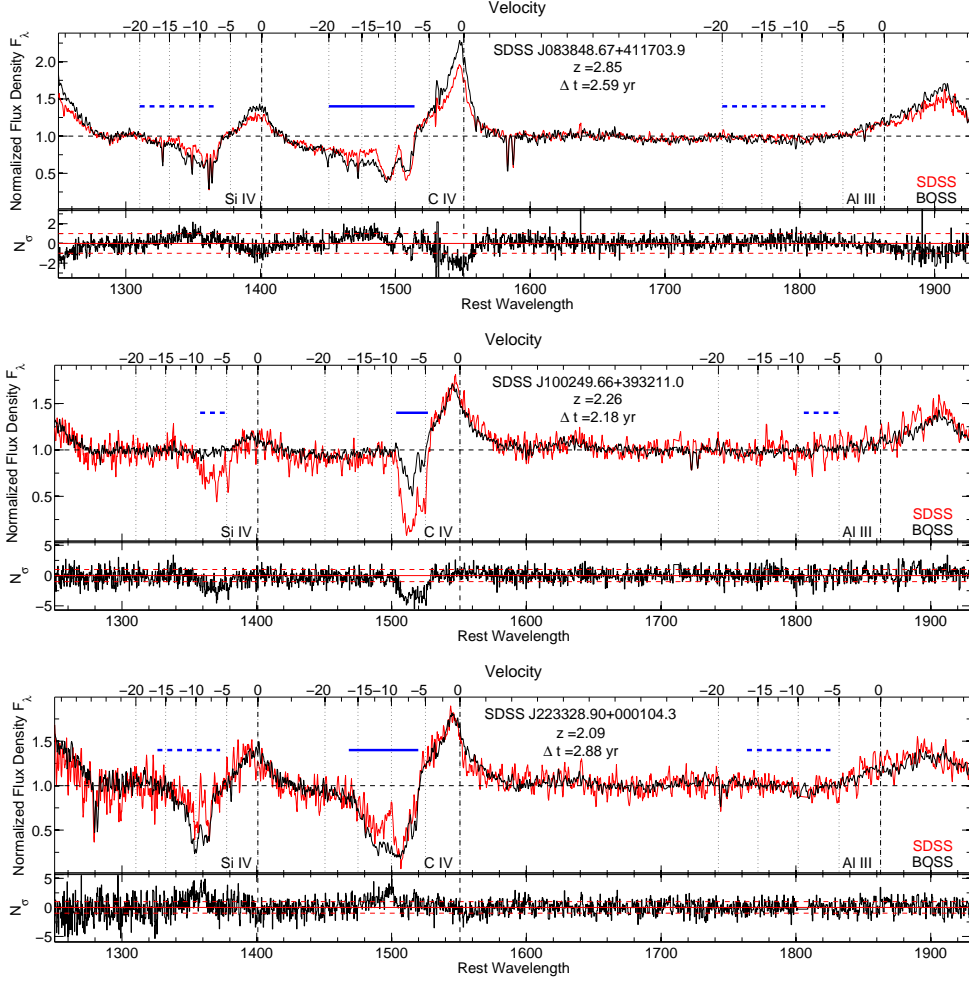 Velocity
−20 −15 −10 −5 0 −20 −15 −10 −5 0 −20 −15 −10 −5 0
Normalized Flux Density Fλ
2.0
1.5
1.0
0.5
SDSS J083848.67+411703.9
z =2.85
Δ t =2.59 yr
Si IV
C IV
Al III
SDSS
BOSS
Nσ
2
0
−2
1300 1400 1500 1600 1700 1800 1900
Rest Wavelength
Velocity
−20 −15 −10 −5 0 −20 −15 −10 −5 0 −20 −15 −10 −5 0
Normalized Flux Density Fλ
1.5
1.0
0.5
SDSS J100249.66+393211.0
z =2.26
Δ t =2.18 yr
Si IV
C IV
Al III
SDSS
BOSS
Nσ
5
0
−5
1300 1400 1500 1600 1700 1800 1900
Rest Wavelength
Velocity
−20 −15 −10 −5 0 −20 −15 −10 −5 0 −20 −15 −10 −5 0
Normalized Flux Density Fλ
1.5
1.0
0.5
SDSS J223328.90+000104.3
z =2.09
Δ t =2.88 yr
Si IV
C IV
Al III
SDSS
BOSS
Nσ
5
0
−5
1300 1400 1500 1600 1700 1800 1900
Rest Wavelength